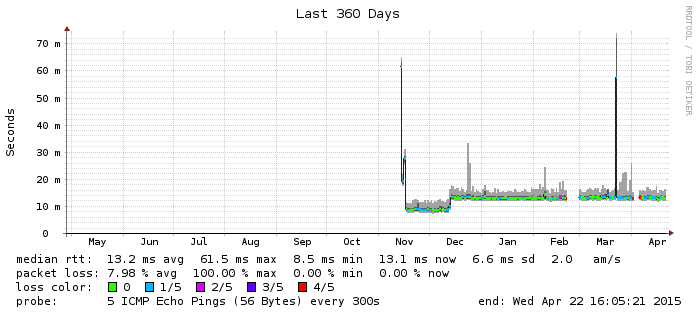 Last 360 Days
RRDTOOL / TOBI OETIKER
Seconds
70 m
60 m
50 m
40 m
30 m
20 m
10 m
0
May Jun Jul Aug Sep Oct Nov Dec Jan Feb Mar Apr
median rtt: 13.2 ms avg 61.5 ms max 8.5 ms min 13.1 ms now 6.6 ms sd 2.0 am/s
packet loss: 7.98 % avg 100.00 % max 0.00 % min 0.00 % now
loss color: 0 1/5 2/5 3/5 4/5
probe: 5 ICMP Echo Pings (56 Bytes) every 300s end: Wed Apr 22 16:05:21 2015